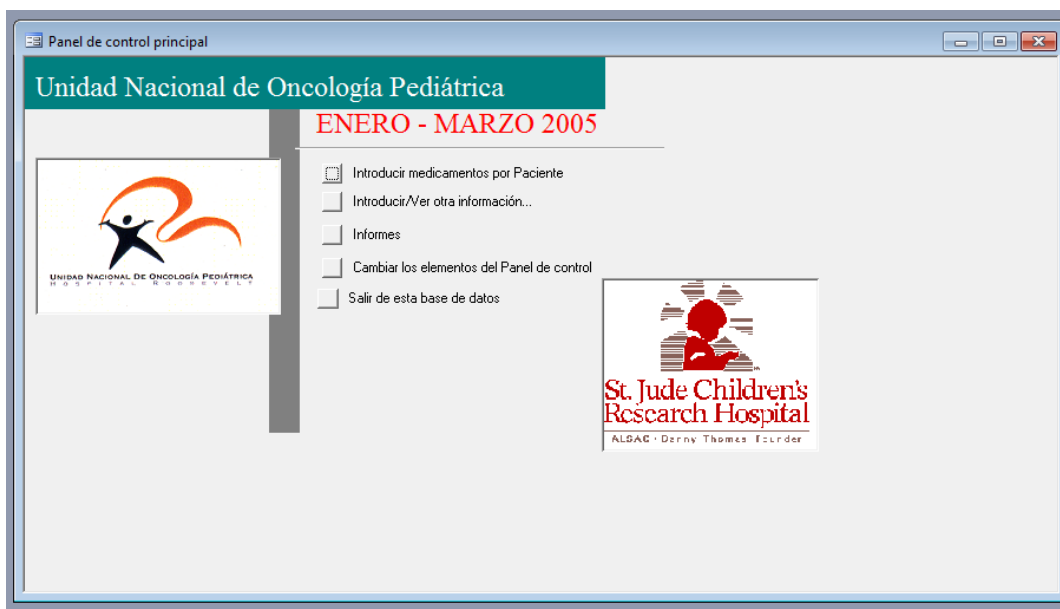 Panel de control principal
Unidad Nacional de Oncología Pediátrica
ENERO - MARZO 2005
Introducir medicamentos por Paciente
Introducir/Ver otra información...
Informes
Cambiar los elementos del Panel de control
Salir de esta base de datos
UNIDAD NACIONAL DE ONCOLOGÍA PEDIÁTRICA
HOSPITAL ROOSEVELT
St. Jude Children's
Research Hospital
ALSAC · Danny Thomas Founder